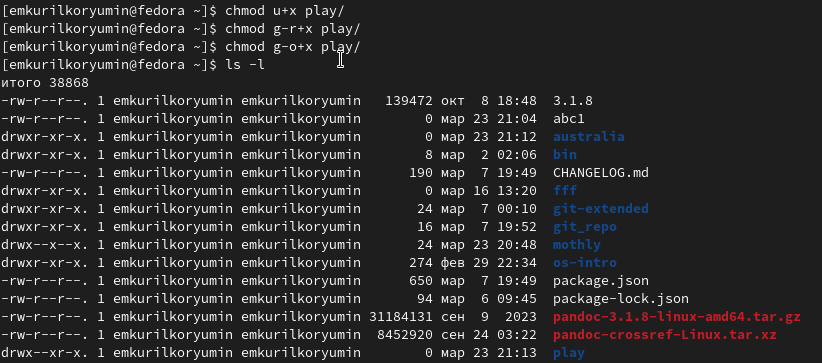 [emkurilkoryumin@fedora ~]$ chmod u+x play/
[emkurilkoryumin@fedora ~]$ chmod g-r+x play/
[emkurilkoryumin@fedora ~]$ chmod g-o+x play/
[emkurilkoryumin@fedora ~]$ ls -l
итого 38868
-rw-r--r--. 1 emkurilkoryumin emkurilkoryumin 139472 окт 8 18:48 3.1.8
-rw-r--r--. 1 emkurilkoryumin emkurilkoryumin 0 мар 23 21:04 abc1
drwxr-xr-x. 1 emkurilkoryumin emkurilkoryumin 0 мар 23 21:12 australia
drwxr-xr-x. 1 emkurilkoryumin emkurilkoryumin 8 мар 2 02:06 bin
-rw-r--r--. 1 emkurilkoryumin emkurilkoryumin 190 мар 7 19:49 CHANGELOG.md
drwxr-xr-x. 1 emkurilkoryumin emkurilkoryumin 0 мар 16 13:20 fff
drwxr-xr-x. 1 emkurilkoryumin emkurilkoryumin 24 мар 7 00:10 git-extended
drwxr-xr-x. 1 emkurilkoryumin emkurilkoryumin 16 мар 7 19:52 git_repo
drwx--x--x. 1 emkurilkoryumin emkurilkoryumin 24 мар 23 20:48 mothly
drwxr-xr-x. 1 emkurilkoryumin emkurilkoryumin 274 фев 29 22:34 os-intro
-rw-r--r--. 1 emkurilkoryumin emkurilkoryumin 650 мар 7 19:49 package.json
-rw-r--r--. 1 emkurilkoryumin emkurilkoryumin 94 мар 6 09:45 package-lock.json
-rw-r--r--. 1 emkurilkoryumin emkurilkoryumin 31184131 сен 9 2023 pandoc-3.1.8-linux-amd64.tar.gz
-rw-r--r--. 1 emkurilkoryumin emkurilkoryumin 8452920 сен 24 03:22 pandoc-crossref-Linux.tar.xz
drwx--xr-x. 1 emkurilkoryumin emkurilkoryumin 0 мар 23 21:13 play